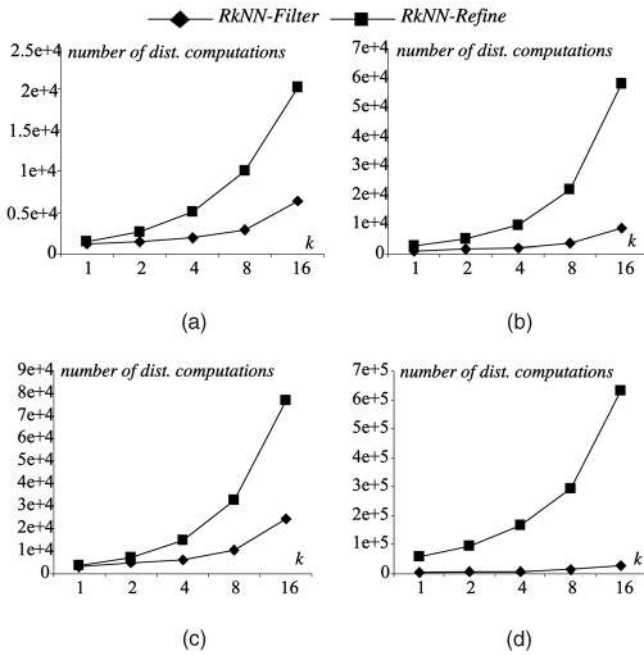 RkNN-Filter RkNN-Refine
number of dist. computations
2.5e+4
2e+4
1.5e+4
1e+4
0.5e+4
0
k
1 2 4 8 16
(a)
number of dist. computations
7e+4
6e+4
5e+4
4e+4
3e+4
2e+4
1e+4
0
k
1 2 4 8 16
(b)
number of dist. computations
9e+4
8e+4
7e+4
6e+4
5e+4
4e+4
3e+4
2e+4
1e+4
0
k
1 2 4 8 16
(c)
number of dist. computations
7e+5
6e+5
5e+5
4e+5
3e+5
2e+5
1e+5
0
k
1 2 4 8 16
(d)